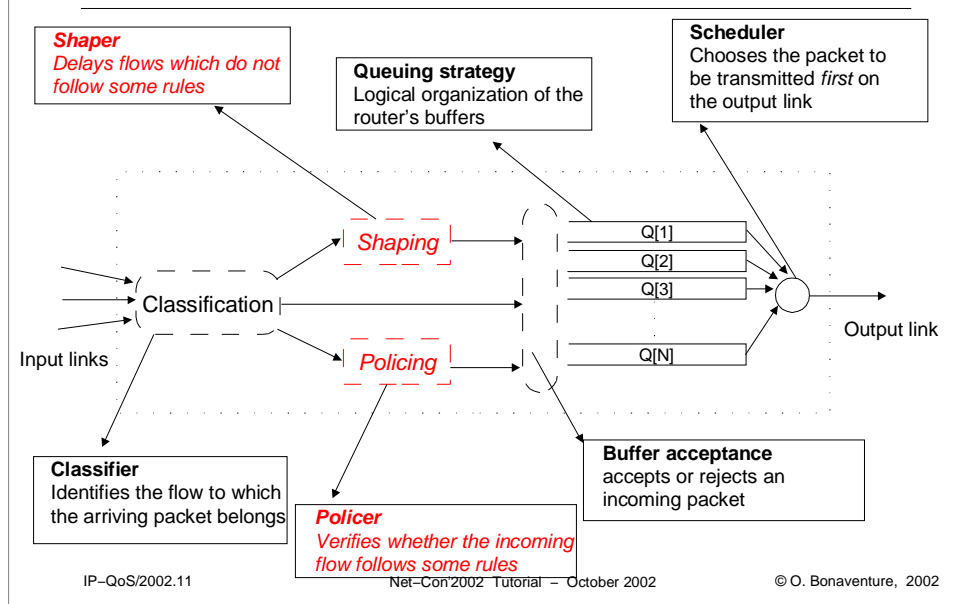 Shaper
Delays flows which do not
follow some rules
Queuing strategy
Logical organization of the
router's buffers
Scheduler
Chooses the packet to
be transmitted first on
the output link
Shaping
Classification
Policing
Input links
Q[1]
Q[2]
Q[3]
Q[N]
Output link
Classifier
Identifies the flow to which
the arriving packet belongs
Policer
Verifies whether the incoming
flow follows some rules
Buffer acceptance
accepts or rejects an
incoming packet
IP−QoS/2002.11
Net−Con'2002 Tutorial − October 2002
© O. Bonaventure, 2002